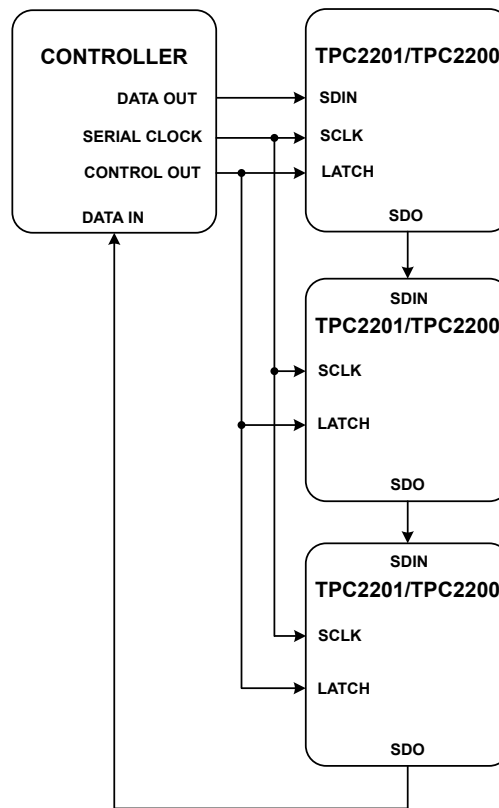 CONTROLLER
DATA OUT
SERIAL CLOCK
CONTROL OUT
DATA IN
TPC2201/TPC2200
SDIN
SCLK
LATCH
SDO
SDIN
TPC2201/TPC2200
SCLK
LATCH
SDO
SDIN
TPC2201/TPC2200
SCLK
LATCH
SDO